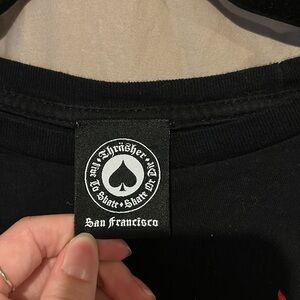 Thrasher • Live To Skate • Skate Or Die •
San Francisco